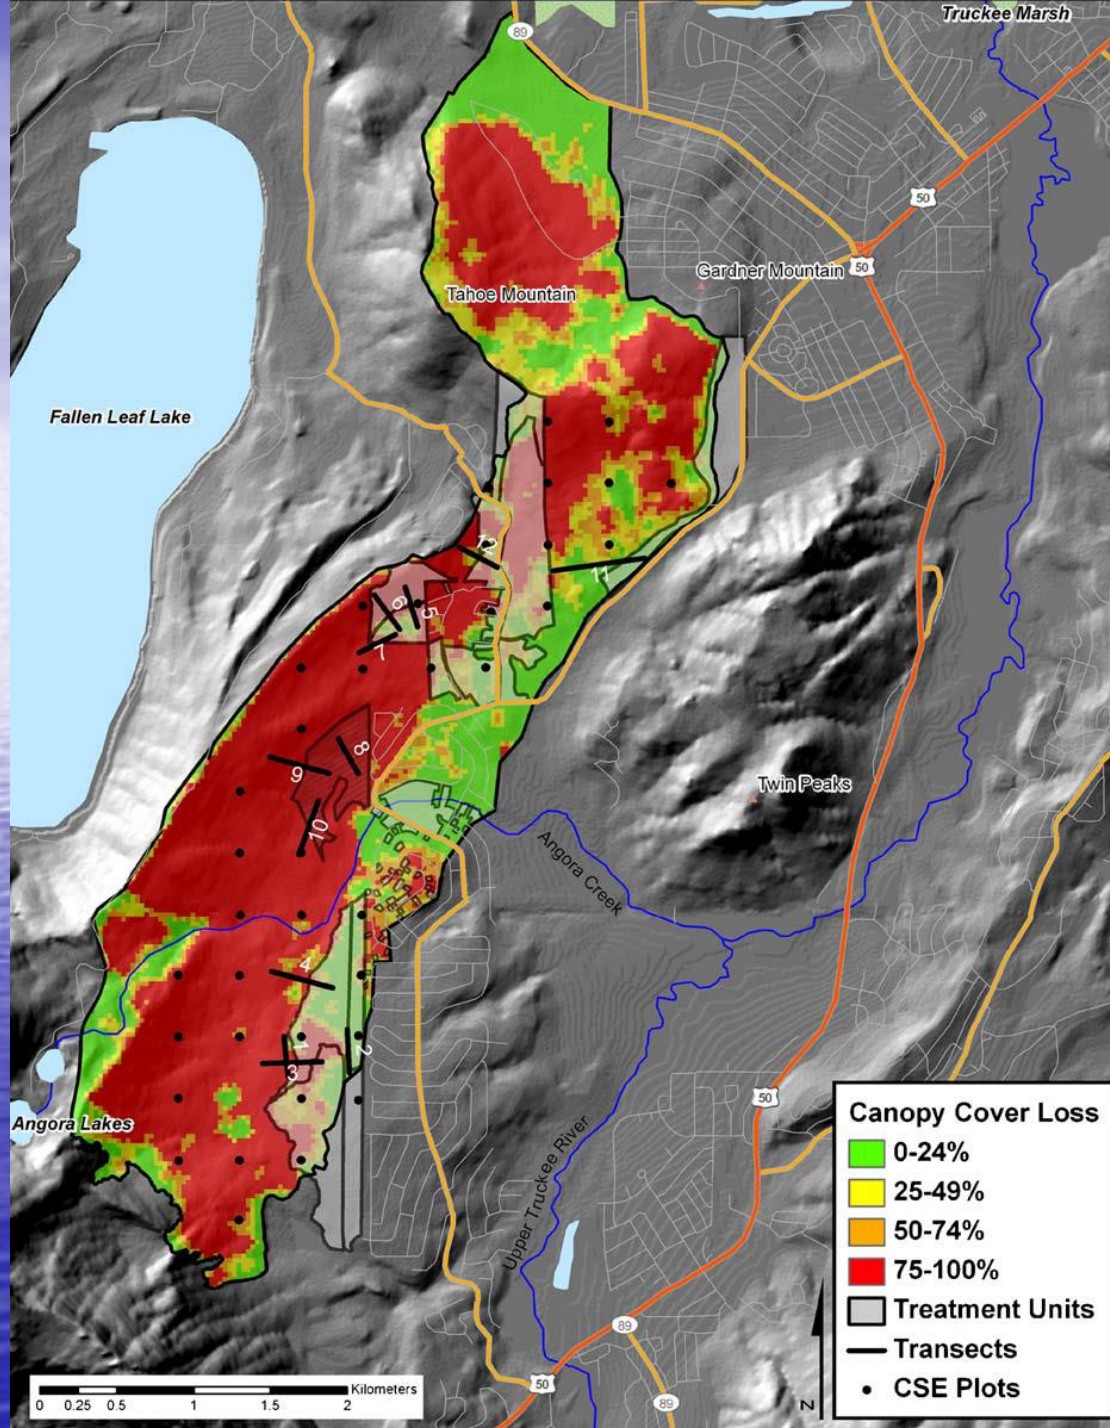 Truckee Marsh
89
50
Gardner Mountain
50
Tahoe Mountain
Fallen Leaf Lake
12
11
6
5
7
8
9
Twin Peaks
10
Angora Creek
4
1
2
3
50
Angora Lakes
Upper Truckee River
89
50
89
Canopy Cover Loss
0-24%
25-49%
50-74%
75-100%
Treatment Units
Transects
CSE Plots
N
Kilometers
0 0.25 0.5 1 1.5 2